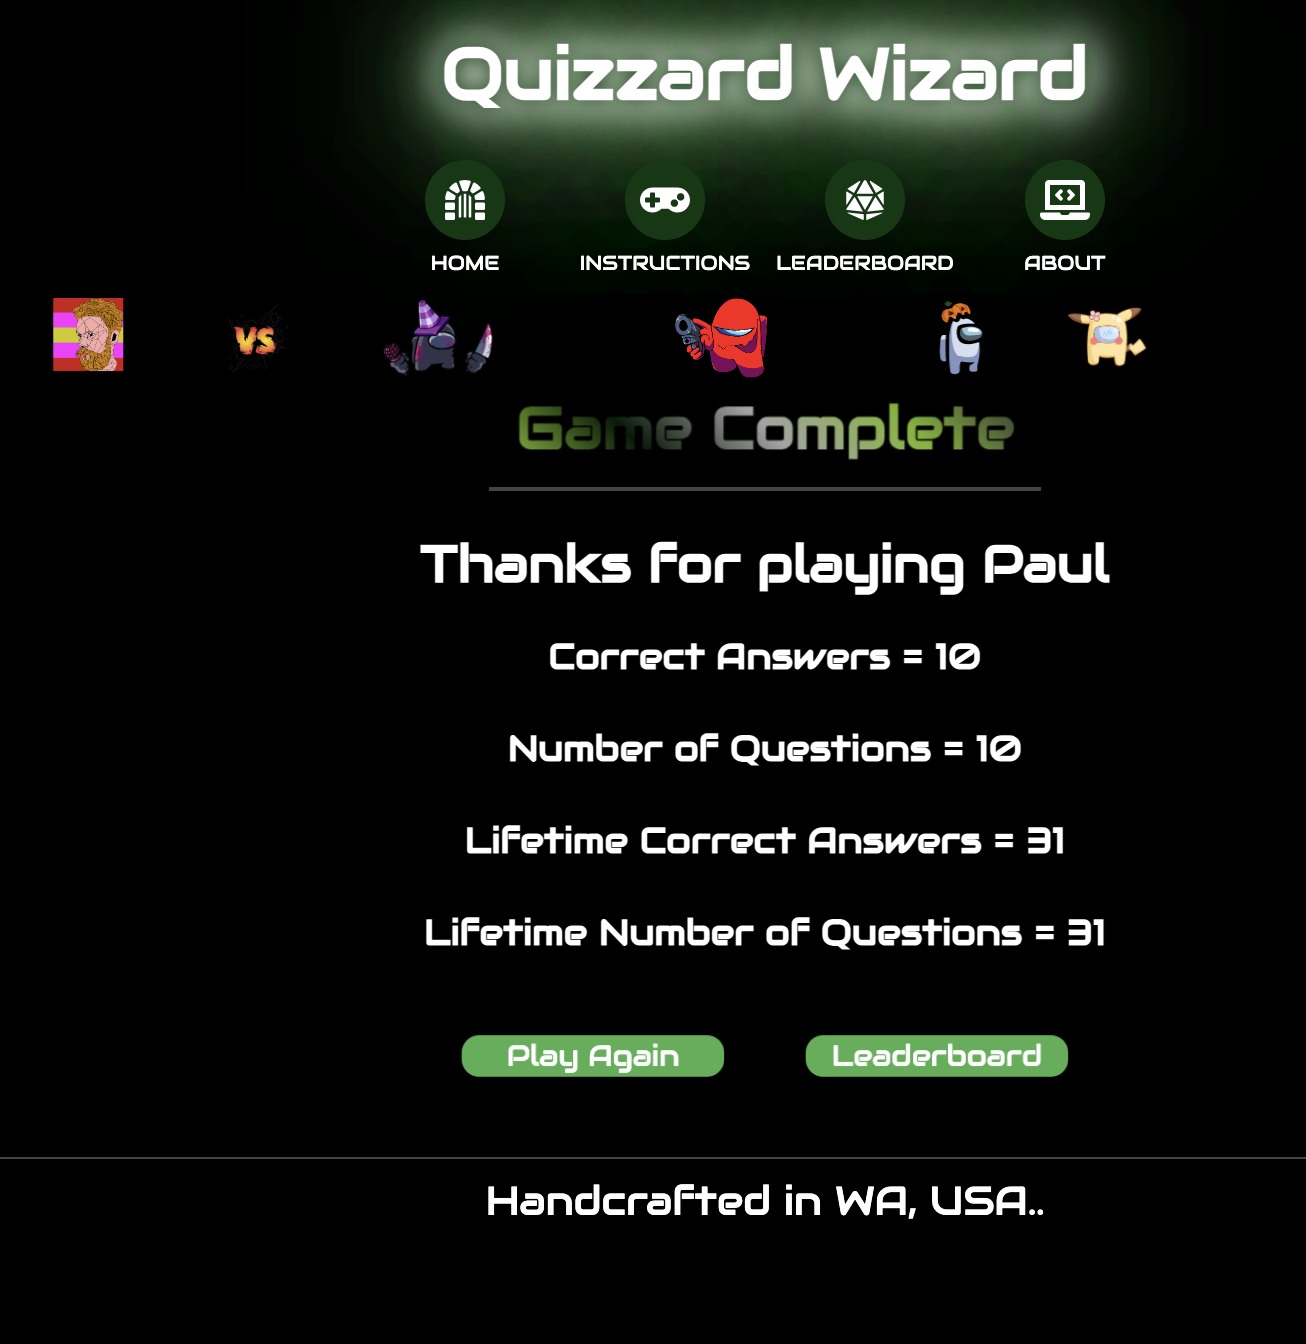 Quizzard Wizard
HOME INSTRUCTIONS LEADERBOARD ABOUT
VS
Game Complete
Thanks for playing Paul
Correct Answers = 10
Number of Questions = 10
Lifetime Correct Answers = 31
Lifetime Number of Questions = 31
Play Again Leaderboard
Handcrafted in WA, USA..